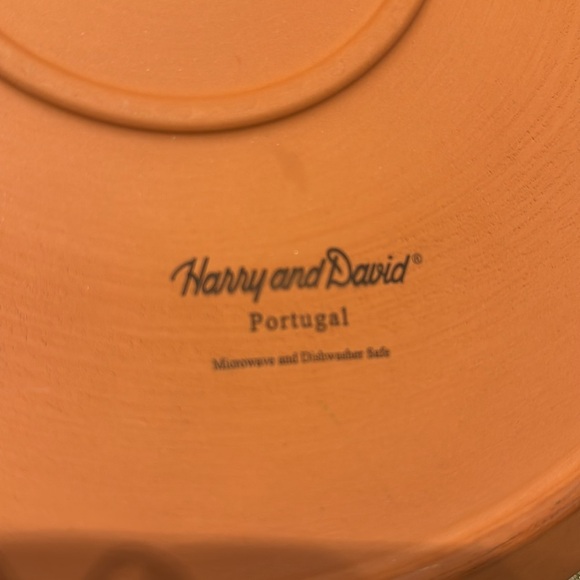 Harry and David®
Portugal
Microwave and Dishwasher Safe